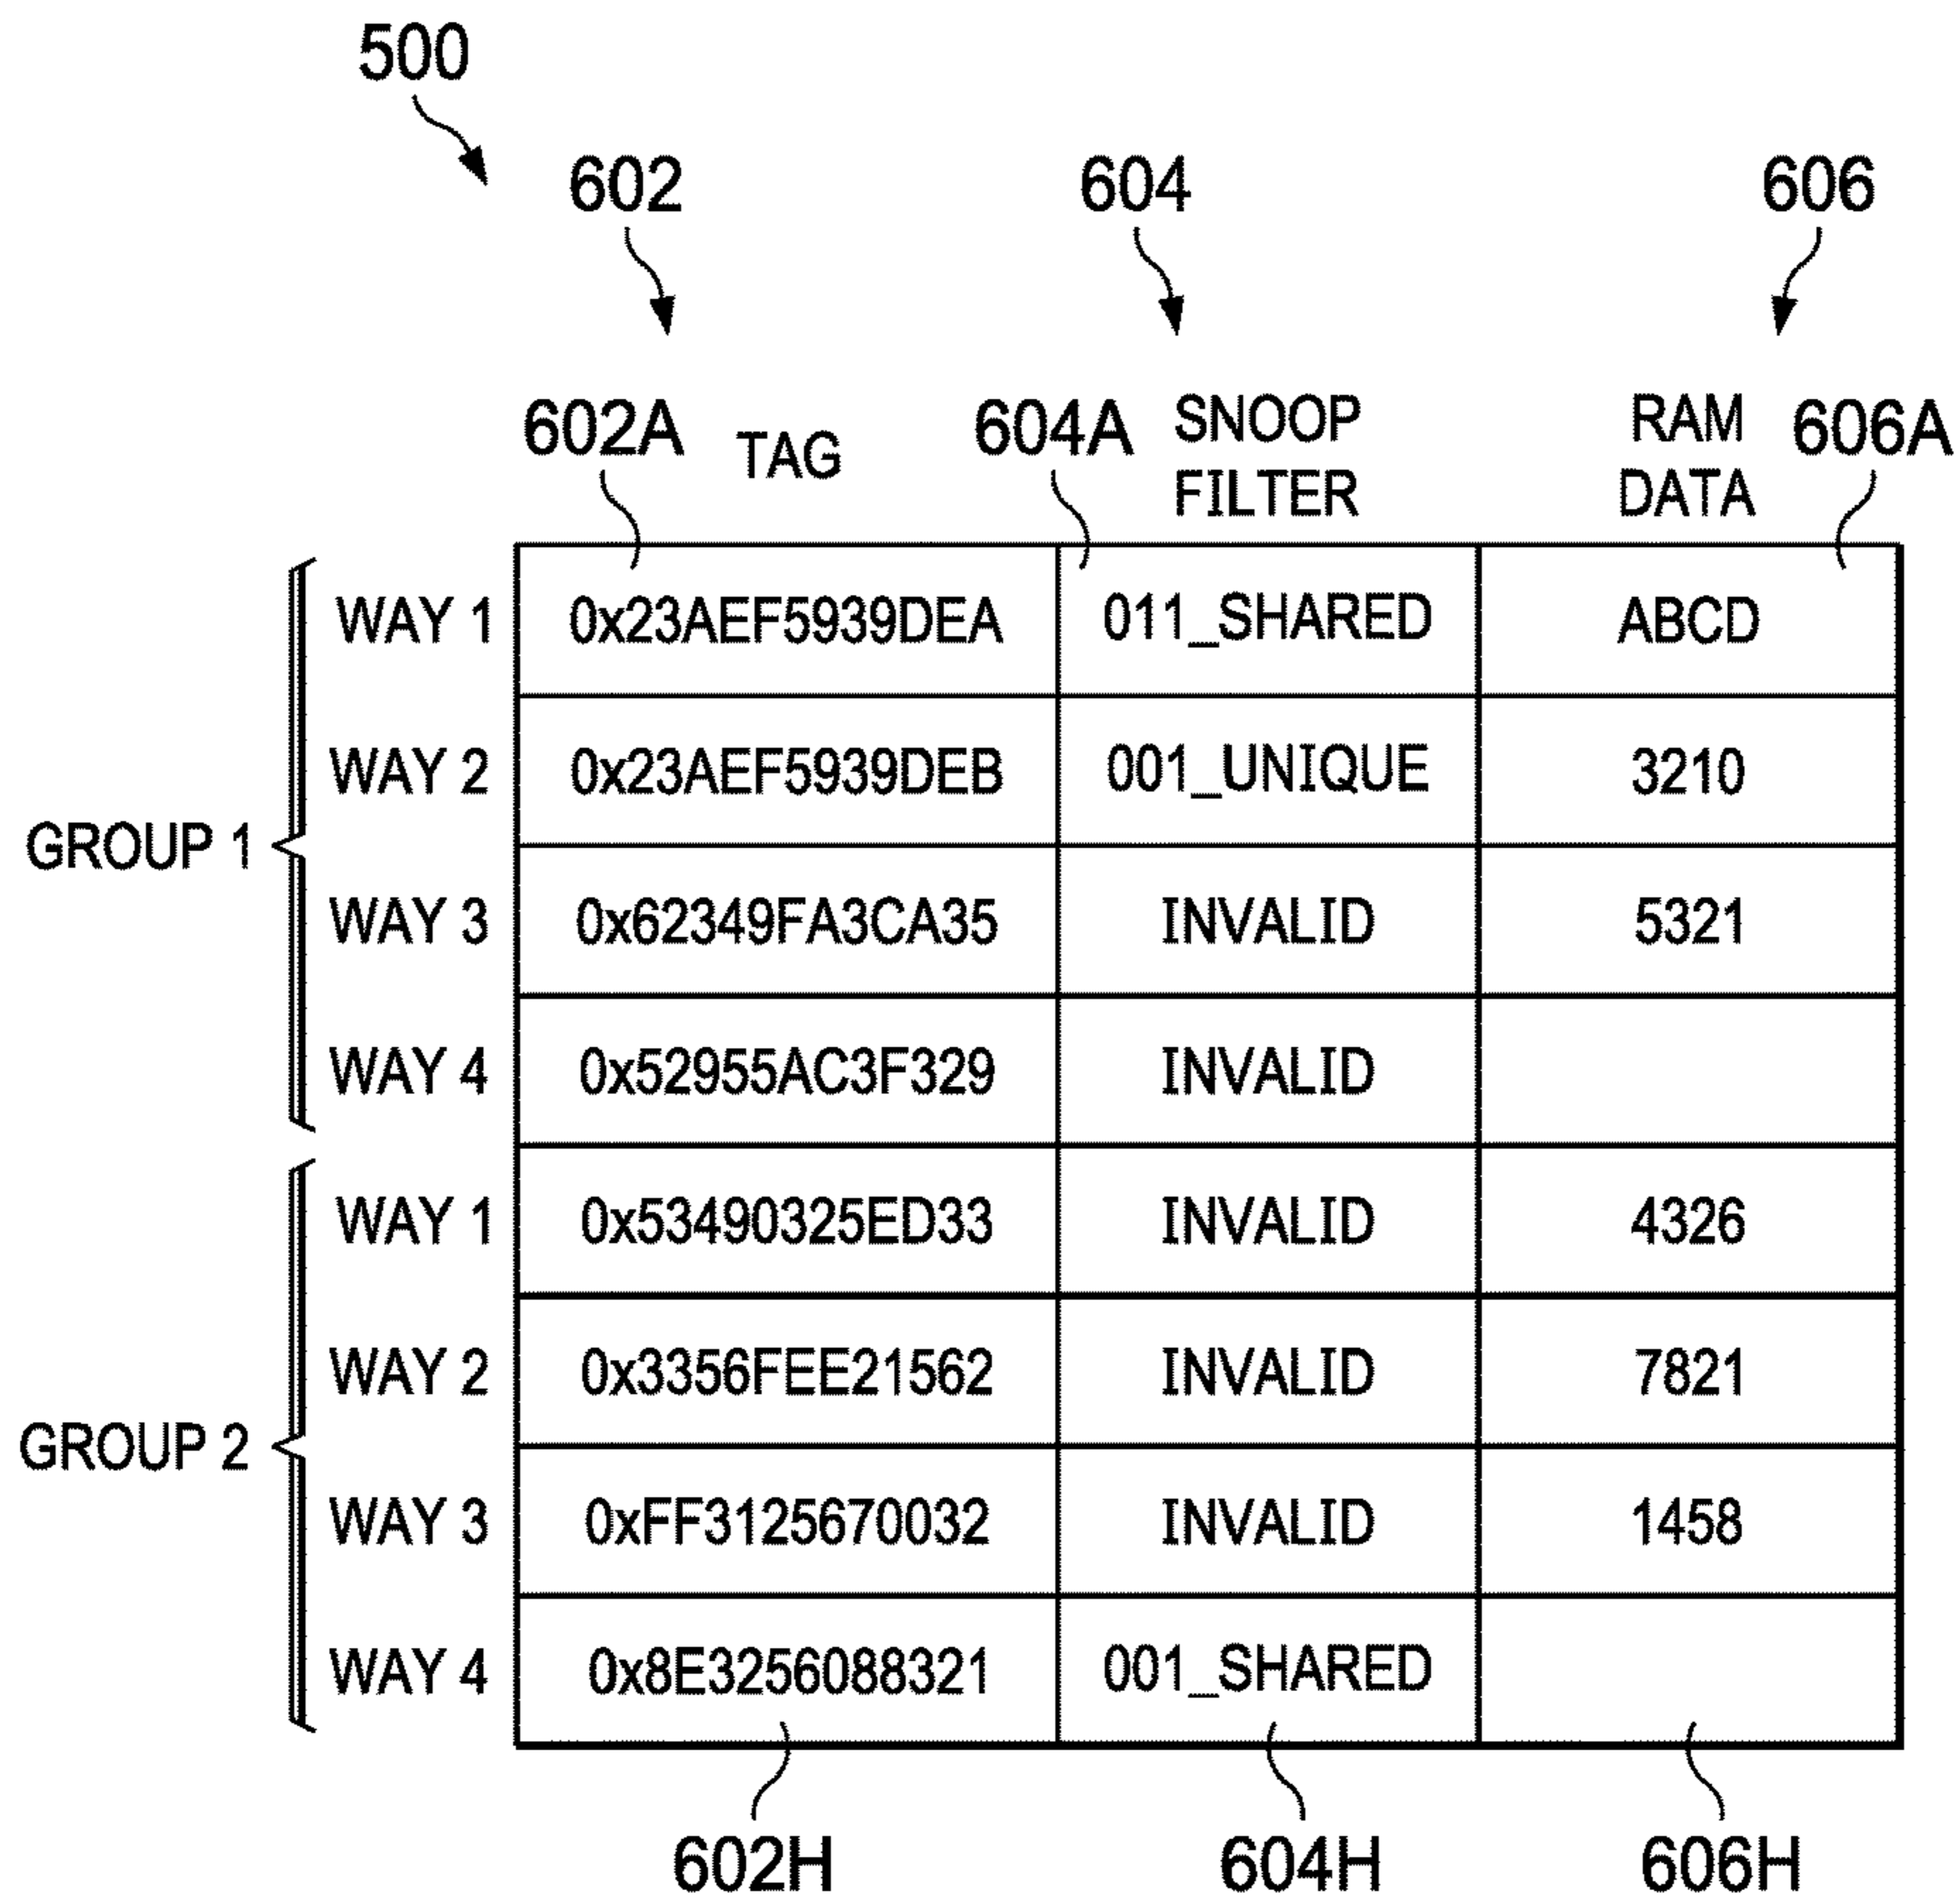 500
602 604 606
602A TAG 604A SNOOP FILTER RAM DATA 606A
WAY 1 0x23AEF5939DEA 011_SHARED ABCD
WAY 2 0x23AEF5939DEB 001_UNIQUE 3210
GROUP 1
WAY 3 0x62349FA3CA35 INVALID 5321
WAY 4 0x52955AC3F329 INVALID
WAY 1 0x53490325ED33 INVALID 4326
WAY 2 0x3356FEE21562 INVALID 7821
GROUP 2
WAY 3 0xFF3125670032 INVALID 1458
WAY 4 0x8E3256088321 001_SHARED
602H 604H 606H